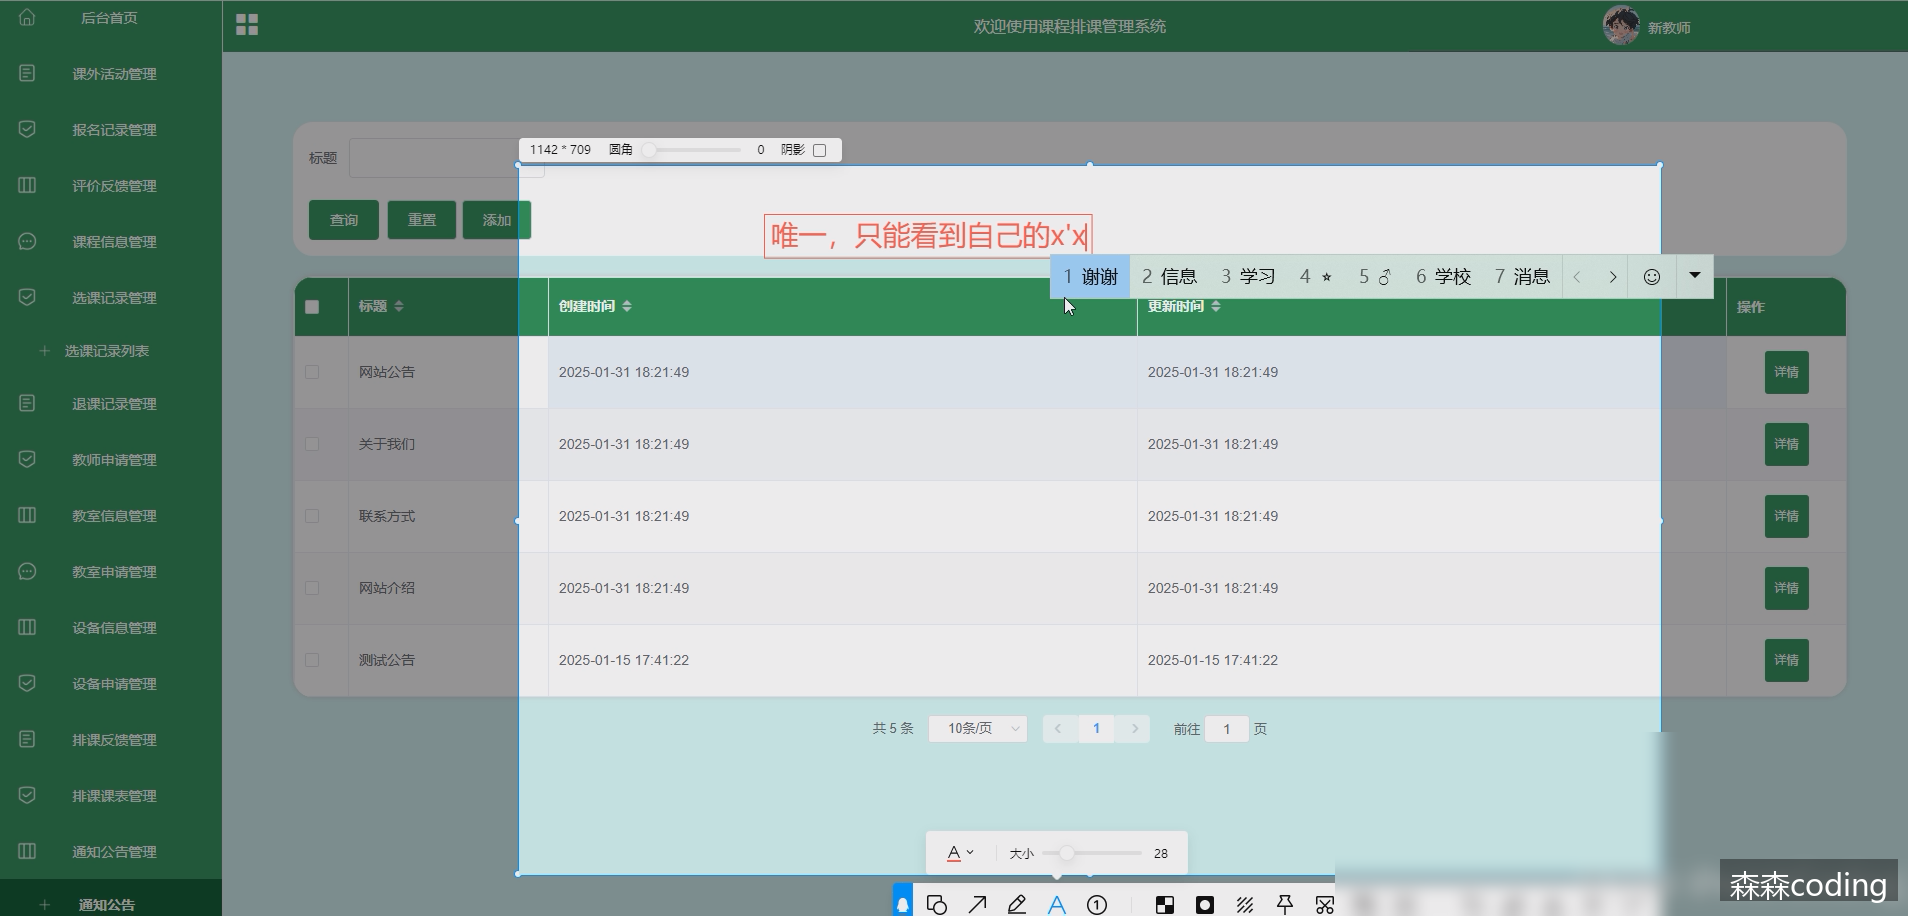 后台首页
欢迎使用课程排课管理系统
新教师
课外活动管理
报名记录管理
评价反馈管理
课程信息管理
选课记录管理
+ 选课记录列表
退课记录管理
教师申请管理
教室信息管理
教室申请管理
设备信息管理
设备申请管理
排课反馈管理
排课课表管理
通知公告管理
+ 通知公告
1142 * 709 圆角 0 阴影
标题
查询 重置 添加
唯一，只能看到自己的x'x
1 谢谢 2 信息 3 学习 4 ☆ 5 ♂ 6 学校 7 消息
标题 创建时间 更新时间 操作
网站公告 2025-01-31 18:21:49 2025-01-31 18:21:49 详情
关于我们 2025-01-31 18:21:49 2025-01-31 18:21:49 详情
联系方式 2025-01-31 18:21:49 2025-01-31 18:21:49 详情
网站介绍 2025-01-31 18:21:49 2025-01-31 18:21:49 详情
测试公告 2025-01-15 17:41:22 2025-01-15 17:41:22 详情
共 5 条 10条/页 < 1 > 前往 1 页
A 大小 28
A 1
森森coding